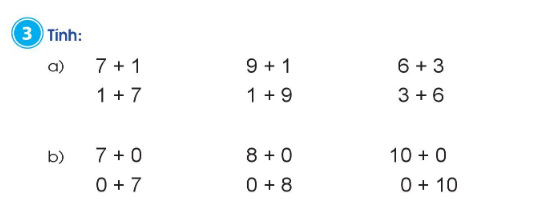 3 Tính:
a) 7 + 1 9 + 1 6 + 3
1 + 7 1 + 9 3 + 6
b) 7 + 0 8 + 0 10 + 0
0 + 7 0 + 8 0 + 10